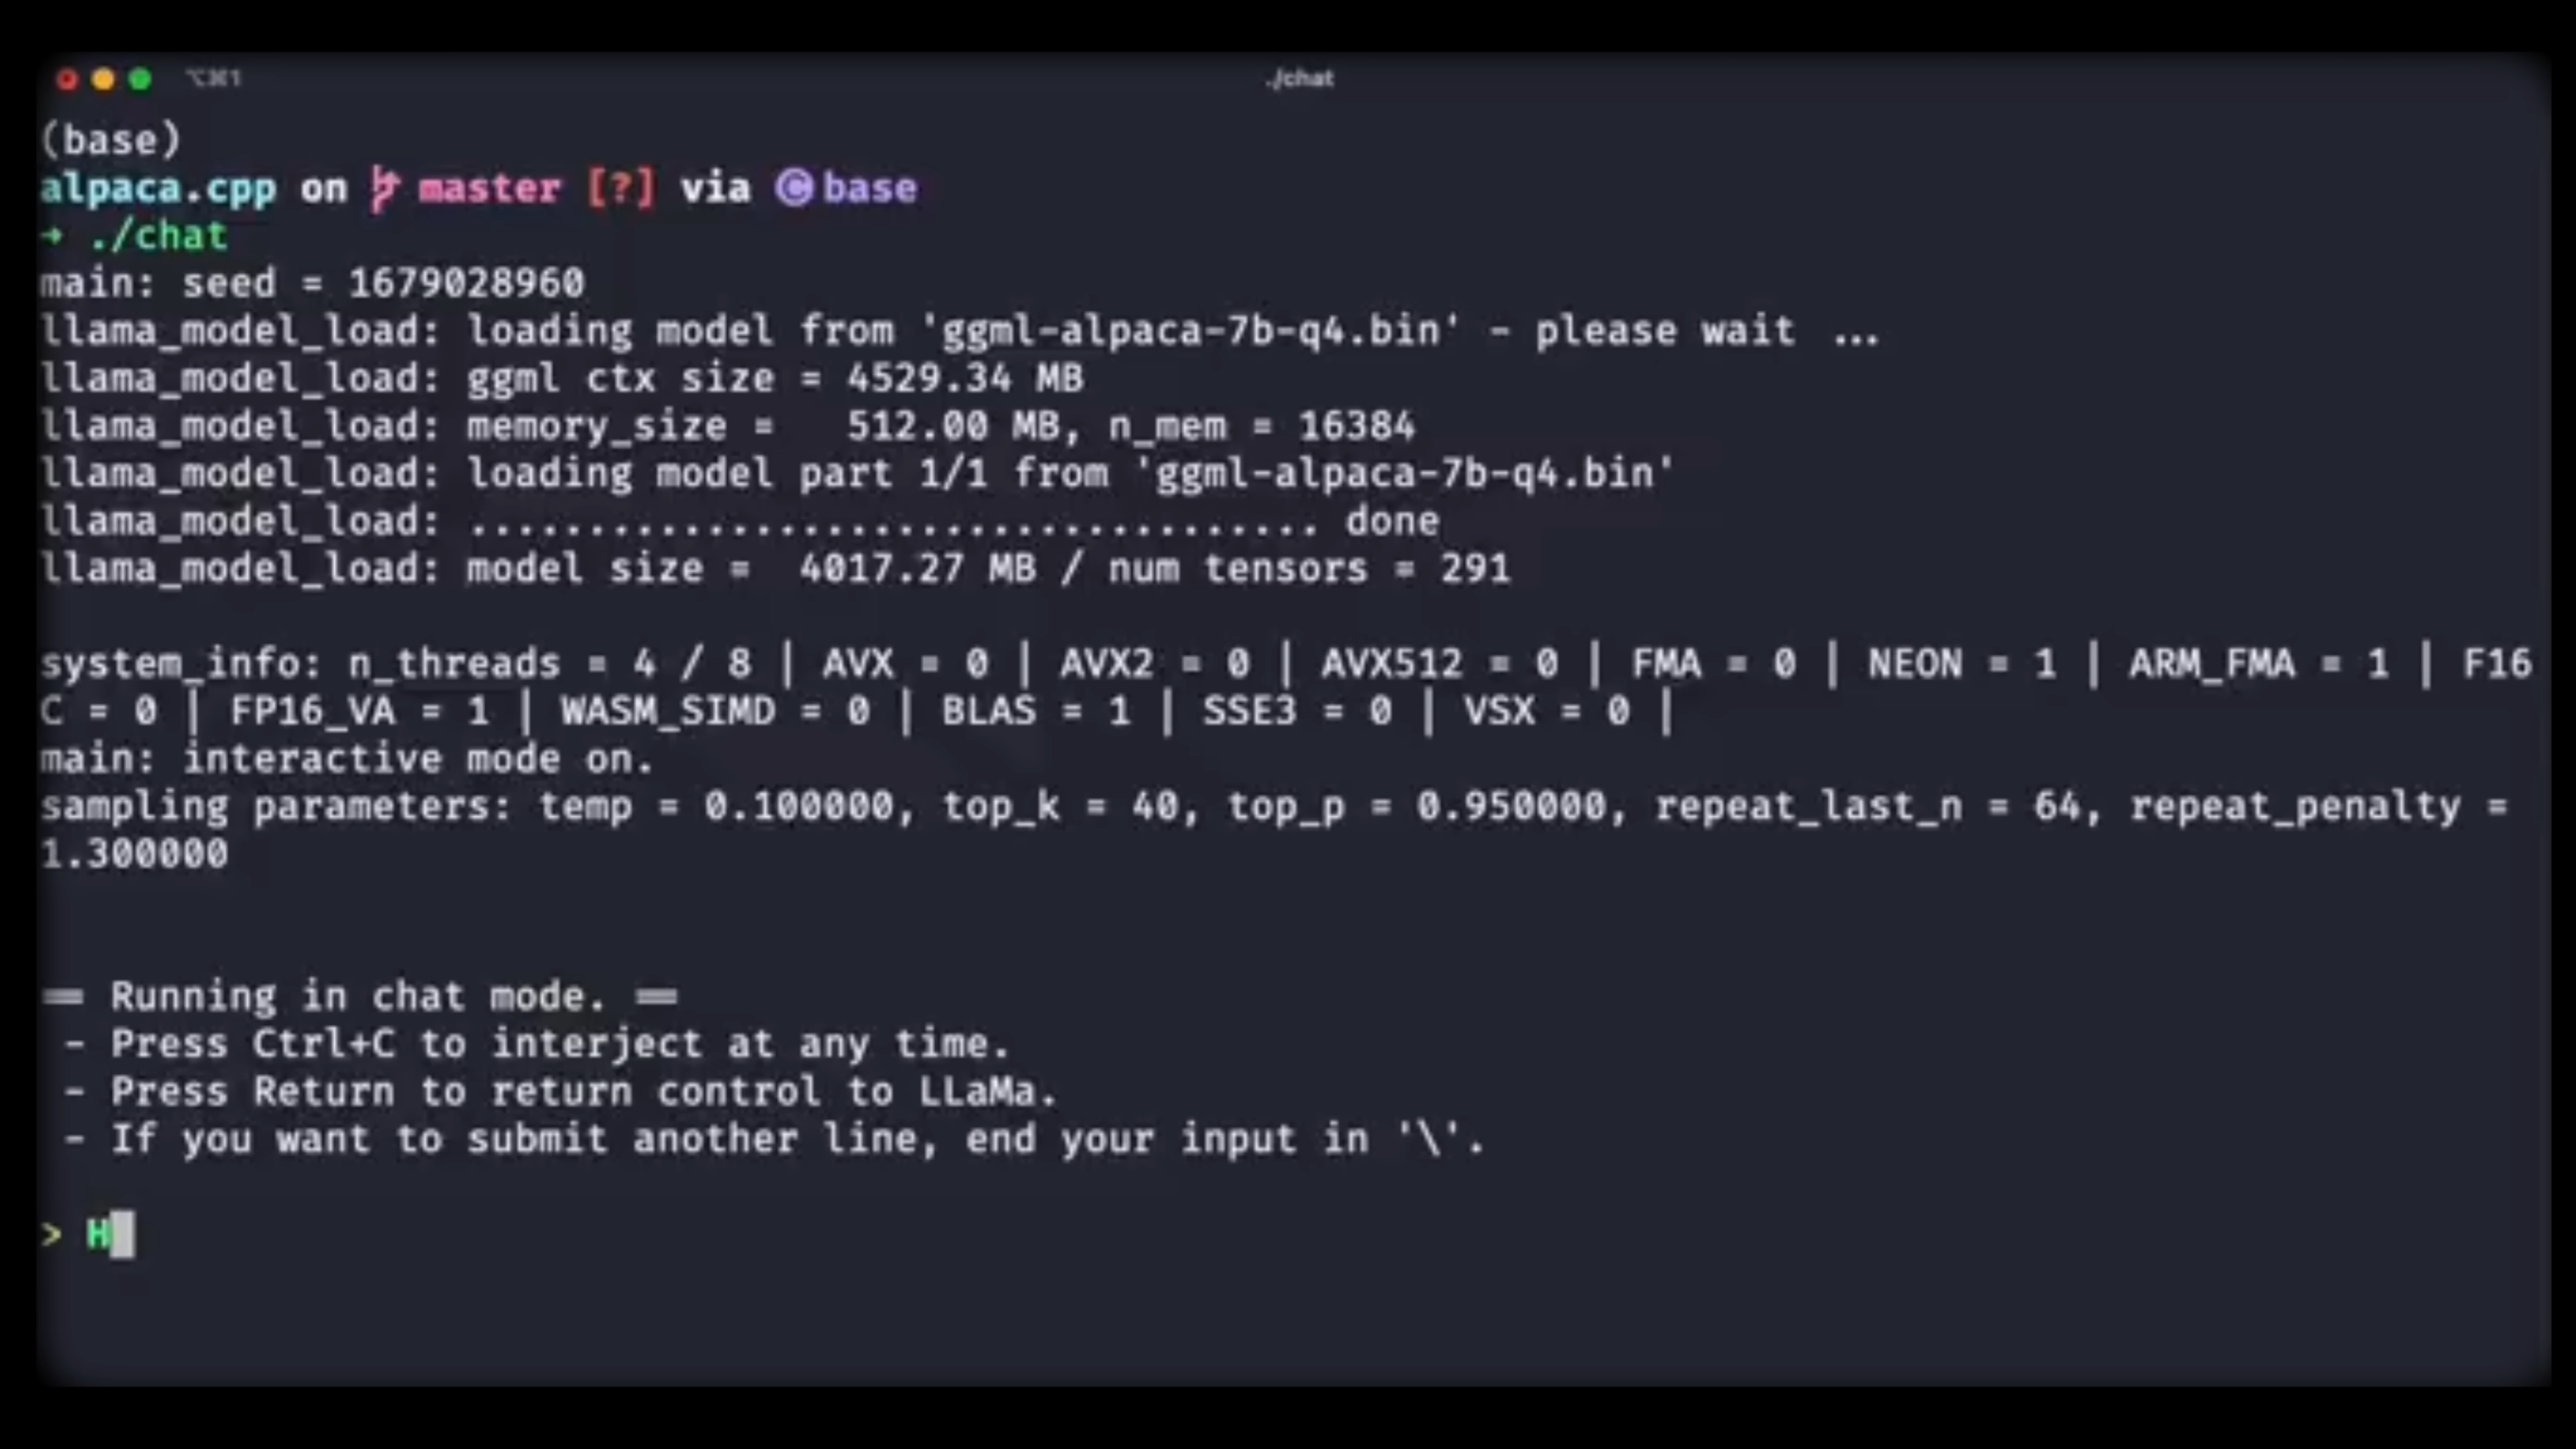 ⌥⌘1
./chat
(base)
alpaca.cpp on master [?] via ©base
→ ./chat
main: seed = 1679028960
llama_model_load: loading model from 'ggml-alpaca-7b-q4.bin' - please wait ...
llama_model_load: ggml ctx size = 4529.34 MB
llama_model_load: memory_size =   512.00 MB, n_mem = 16384
llama_model_load: loading model part 1/1 from 'ggml-alpaca-7b-q4.bin'
llama_model_load: .................................... done
llama_model_load: model size =  4017.27 MB / num tensors = 291
system_info: n_threads = 4 / 8 | AVX = 0 | AVX2 = 0 | AVX512 = 0 | FMA = 0 | NEON = 1 | ARM_FMA = 1 | F16
C = 0 | FP16_VA = 1 | WASM_SIMD = 0 | BLAS = 1 | SSE3 = 0 | VSX = 0 |
main: interactive mode on.
sampling parameters: temp = 0.100000, top_k = 40, top_p = 0.950000, repeat_last_n = 64, repeat_penalty =
1.300000
== Running in chat mode. ==
- Press Ctrl+C to interject at any time.
- Press Return to return control to LLaMa.
- If you want to submit another line, end your input in '\'.
> H